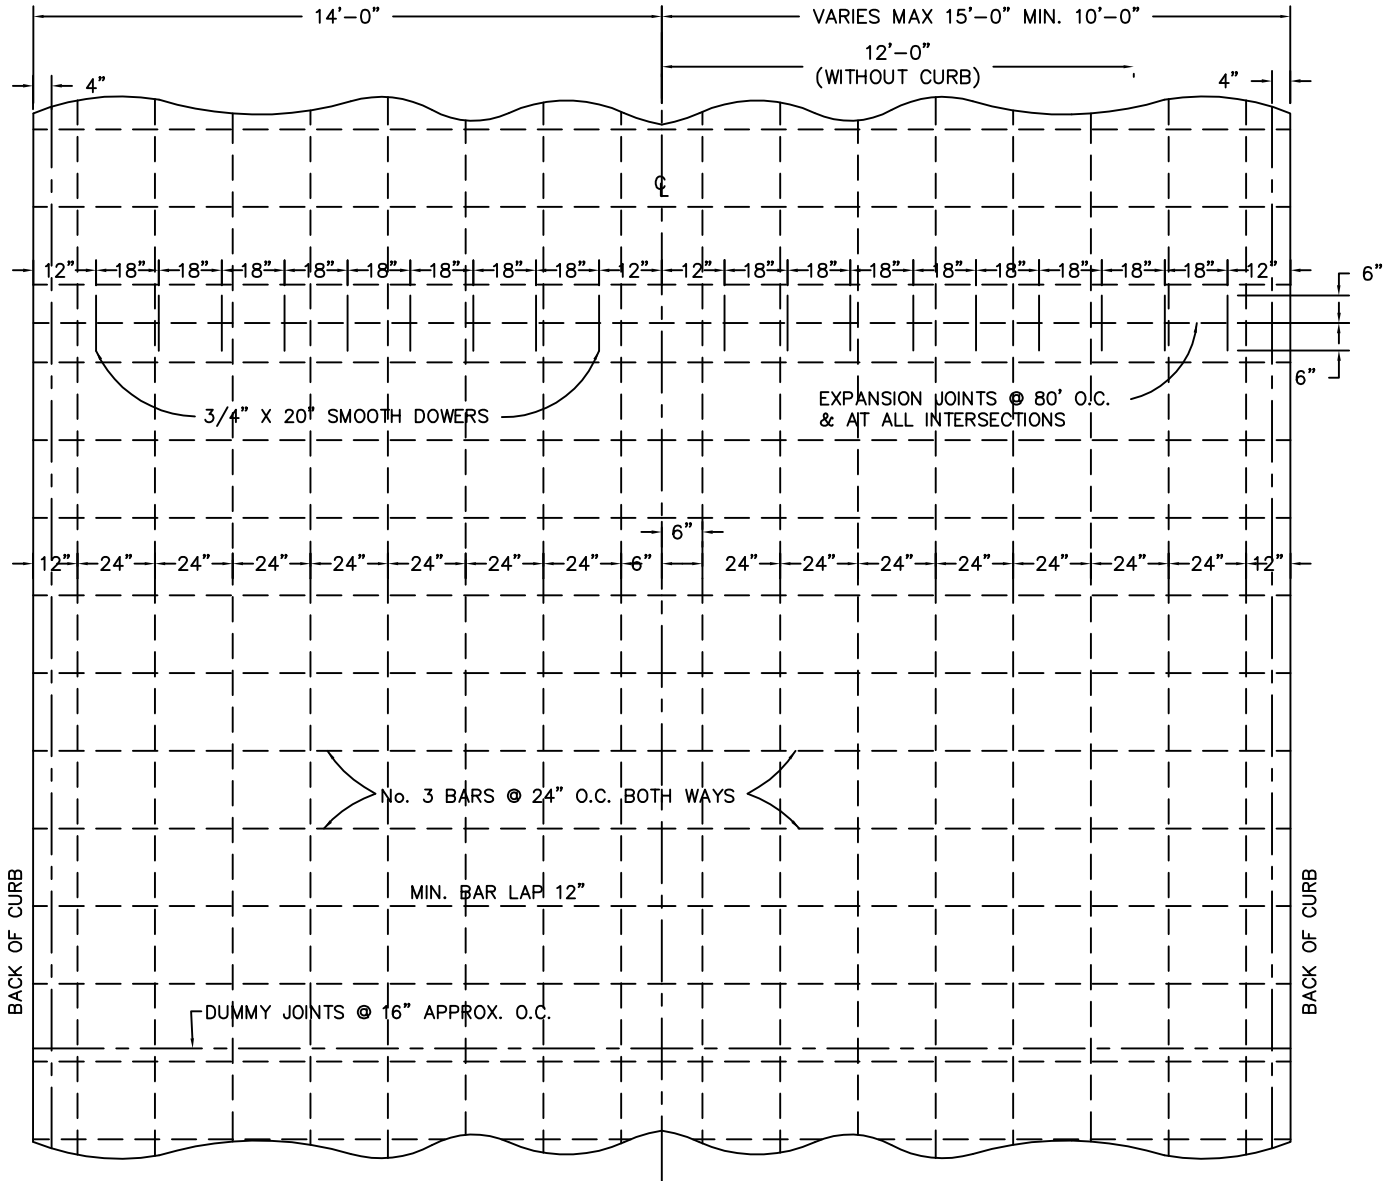 14'-0"
VARIES MAX 15'-0" MIN. 10'-0"
12'-0"
(WITHOUT CURB)
4"
4"
℄
12" 18" 18" 18" 18" 18" 18" 18" 18" 12" 12" 18" 18" 18" 18" 18" 18" 18" 18" 12"
6"
6"
3/4" X 20" SMOOTH DOWERS
EXPANSION JOINTS @ 80' O.C.
& AT ALL INTERSECTIONS
6"
12" 24" 24" 24" 24" 24" 24" 24" 6" 24" 24" 24" 24" 24" 24" 24" 12"
No. 3 BARS @ 24" O.C. BOTH WAYS
MIN. BAR LAP 12"
BACK OF CURB
BACK OF CURB
DUMMY JOINTS @ 16" APPROX. O.C.